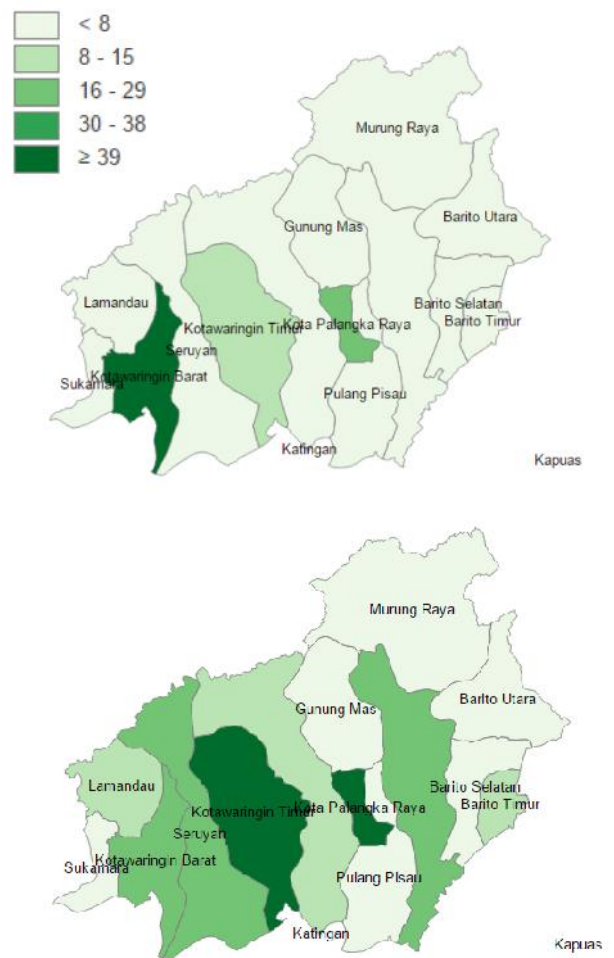 < 8
8 - 15
16 - 29
30 - 38
≥ 39
Murung Raya
Barito Utara
Gunung Mas
Lamandau
Barito Selatan
Kotawaringin Timur
Kota Palangka Raya
Barito Timur
Seruyan
Kotawaringin Barat
Sukamara
Pulang Pisau
Katingan
Kapuas
Murung Raya
Barito Utara
Gunung Mas
Lamandau
Barito Selatan
Kotawaringin Timur
Kota Palangka Raya
Barito Timur
Seruyan
Kotawaringin Barat
Sukamara
Pulang Pisau
Katingan
Kapuas